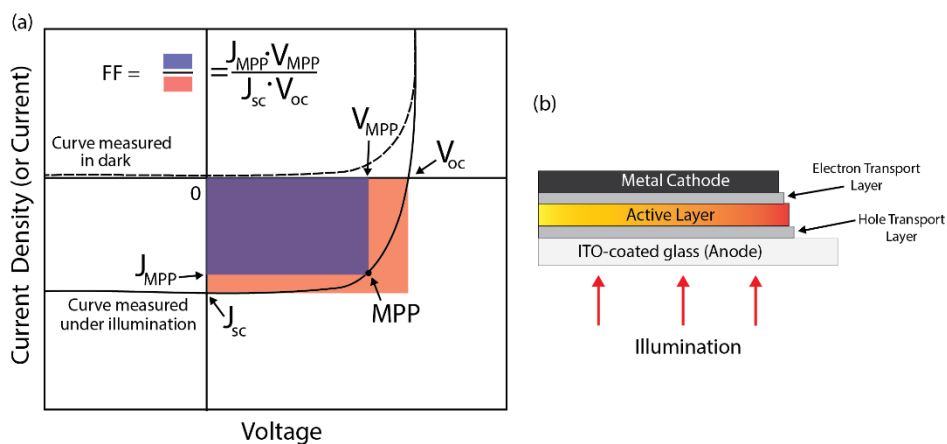 (a)
FF = = J_MPP·V_MPP
J_sc·V_oc
V_MPP
V_oc
Curve measured
in dark
0
J_MPP
Curve measured
under illumination
J_sc
MPP
Current Density (or Current)
Voltage
(b)
Metal Cathode
Active Layer
ITO-coated glass (Anode)
Electron Transport
Layer
Hole Transport
Layer
Illumination